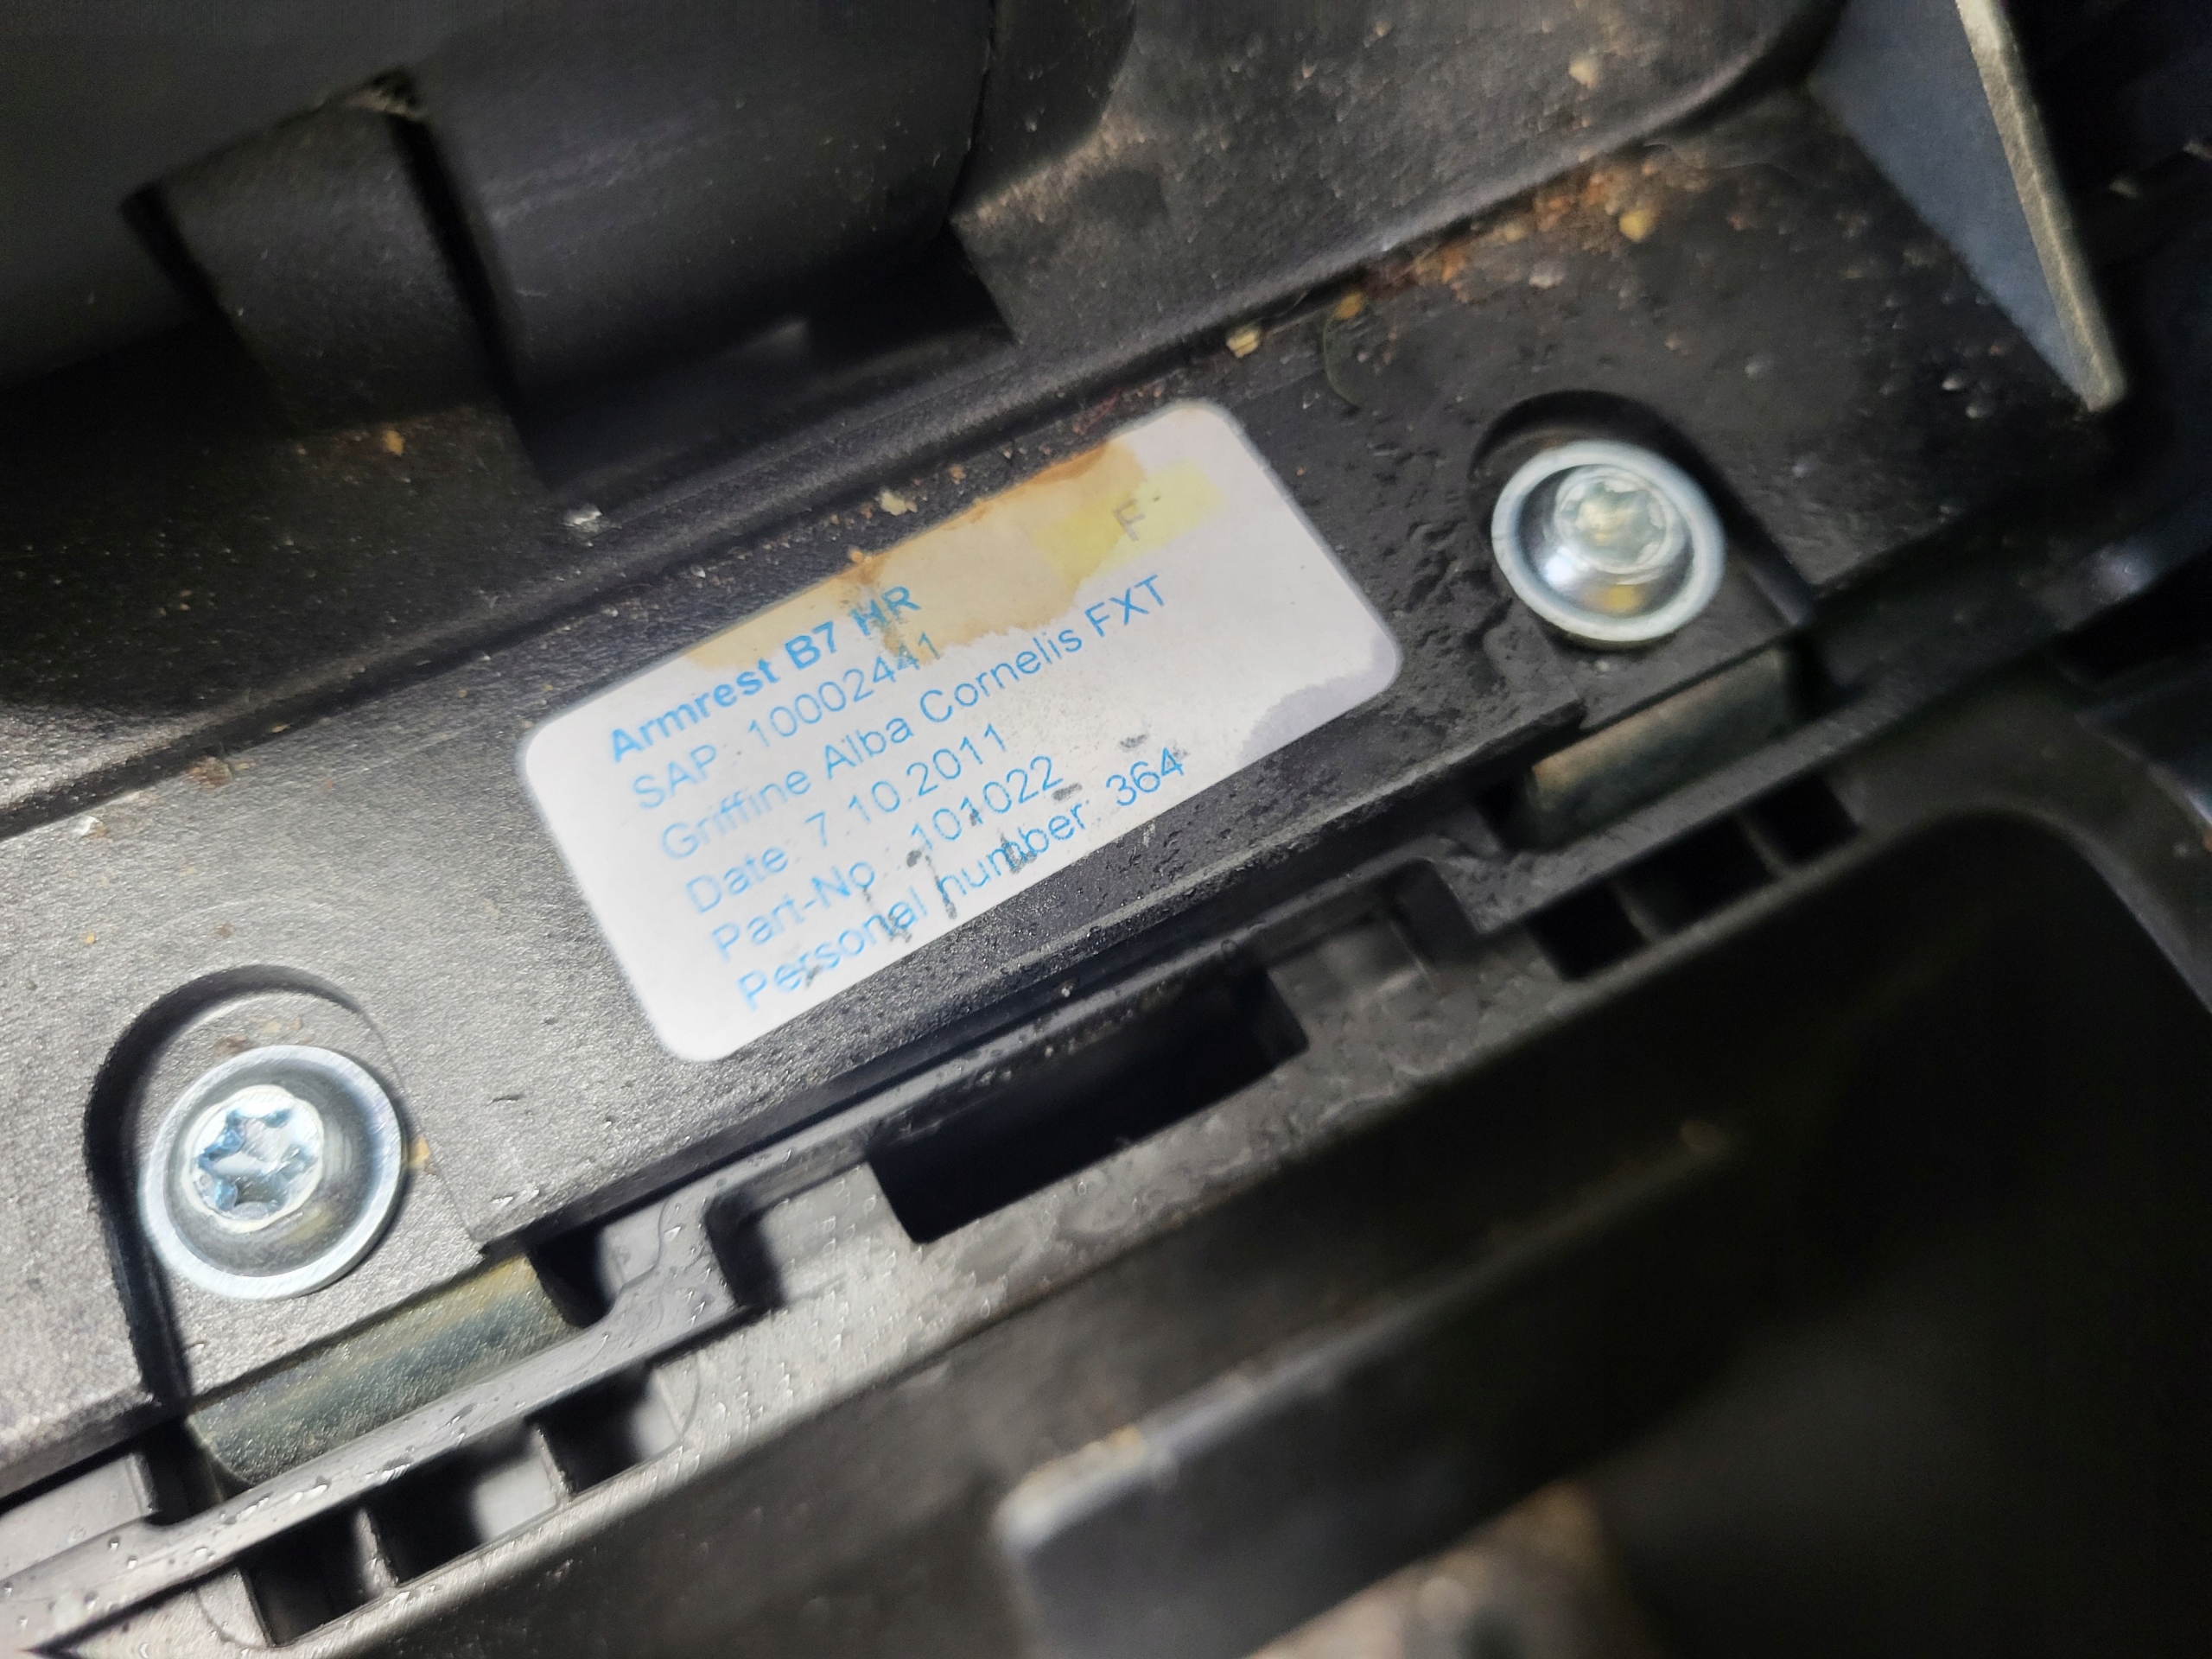 F
Armrest B7 HR
SAP 10002441
Griffine Alba Cornelis FXT
Date 7.10.2011
Part-No 101022
Personal number 364